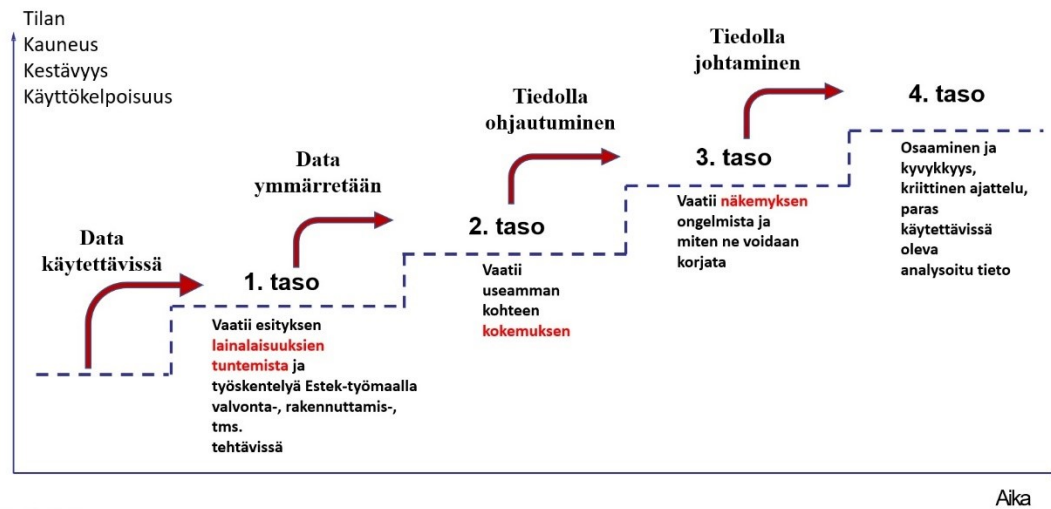 Tilan
Kauneus
Kestävyys
Käyttökelpoisuus
Data
käytettävissä
1. taso
Vaatii esityksen
lainalaisuuksien
tuntemista ja
työskentelyä Estek-työmaalla
valvonta-, rakennuttamis-,
tms.
tehtävissä
Data
ymmärretään
2. taso
Vaatii
useamman
kohteen
kokemuksen
Tiedolla
ohjautuminen
3. taso
Vaatii näkemyksen
ongelmista ja
miten ne voidaan
korjata
Tiedolla
johtaminen
4. taso
Osaaminen ja
kyvykkyys,
kriittinen ajattelu,
paras
käytettävissä
oleva
analysoitu tieto
Aika